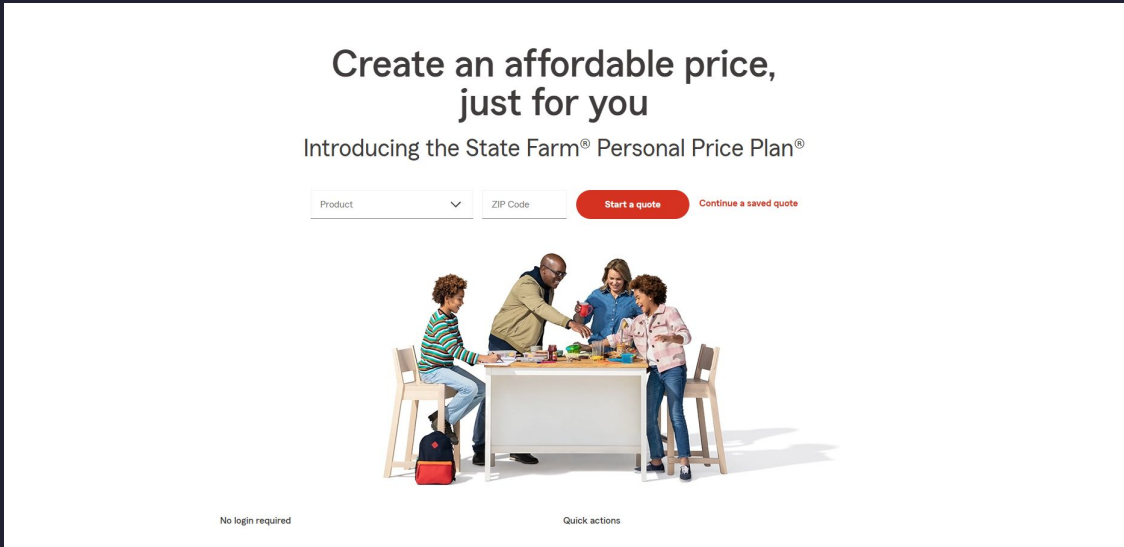 Create an affordable price,
just for you
Introducing the State Farm® Personal Price Plan®
Product
ZIP Code
Start a quote
Continue a saved quote
No login required
Quick actions